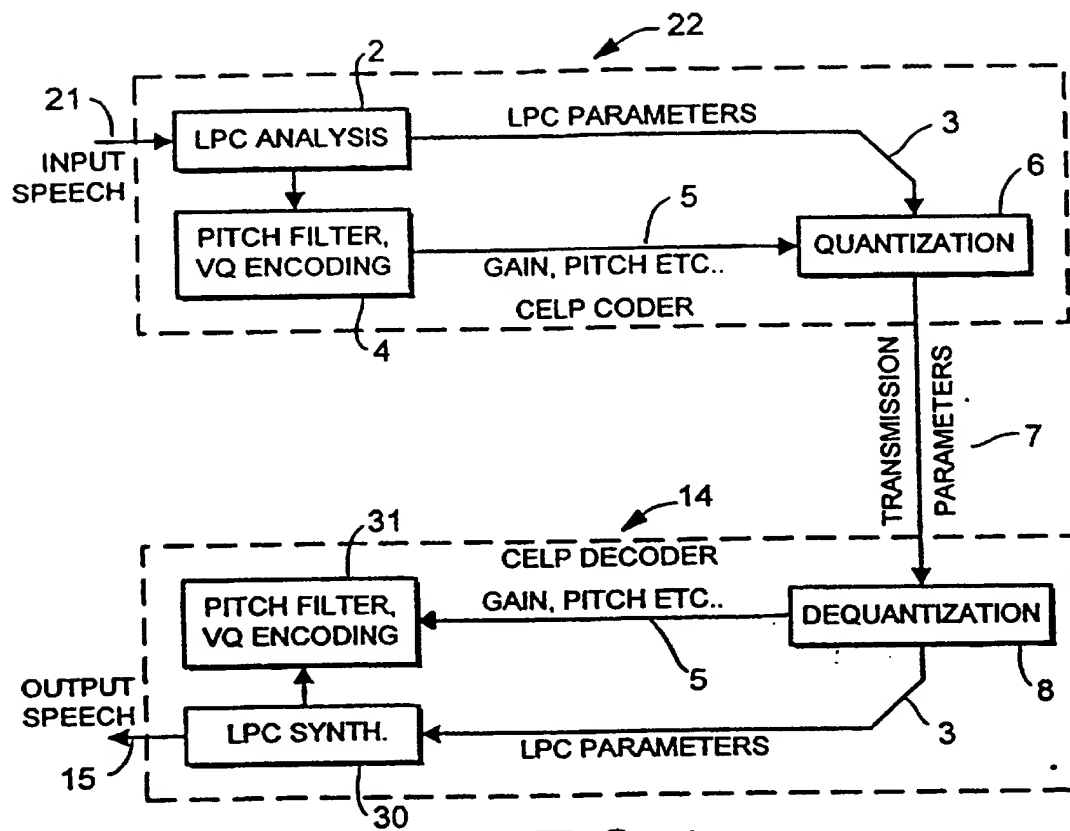 22
2
21
LPC ANALYSIS
LPC PARAMETERS
3
INPUT
SPEECH
6
5
PITCH FILTER,
VQ ENCODING
QUANTIZATION
GAIN, PITCH ETC..
CELP CODER
4
TRANSMISSION
PARAMETERS
7
14
31
CELP DECODER
PITCH FILTER,
VQ ENCODING
GAIN, PITCH ETC..
DEQUANTIZATION
5
8
OUTPUT
SPEECH
3
LPC SYNTH.
LPC PARAMETERS
15
30